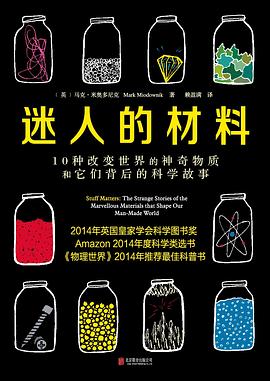 [英] 马克·米奥多尼克 Mark Miodownik 著 赖盈满 译
迷人的材料
10种改变世界的神奇物质
和它们背后的科学故事
Stuff Matters: The Strange Stories of the
Marvellous Materials that Shape Our
Man-Made World
2014年英国皇家学会科学图书奖
Amazon 2014年度科学类选书
《物理世界》2014年推荐最佳科普书
北京联合出版公司